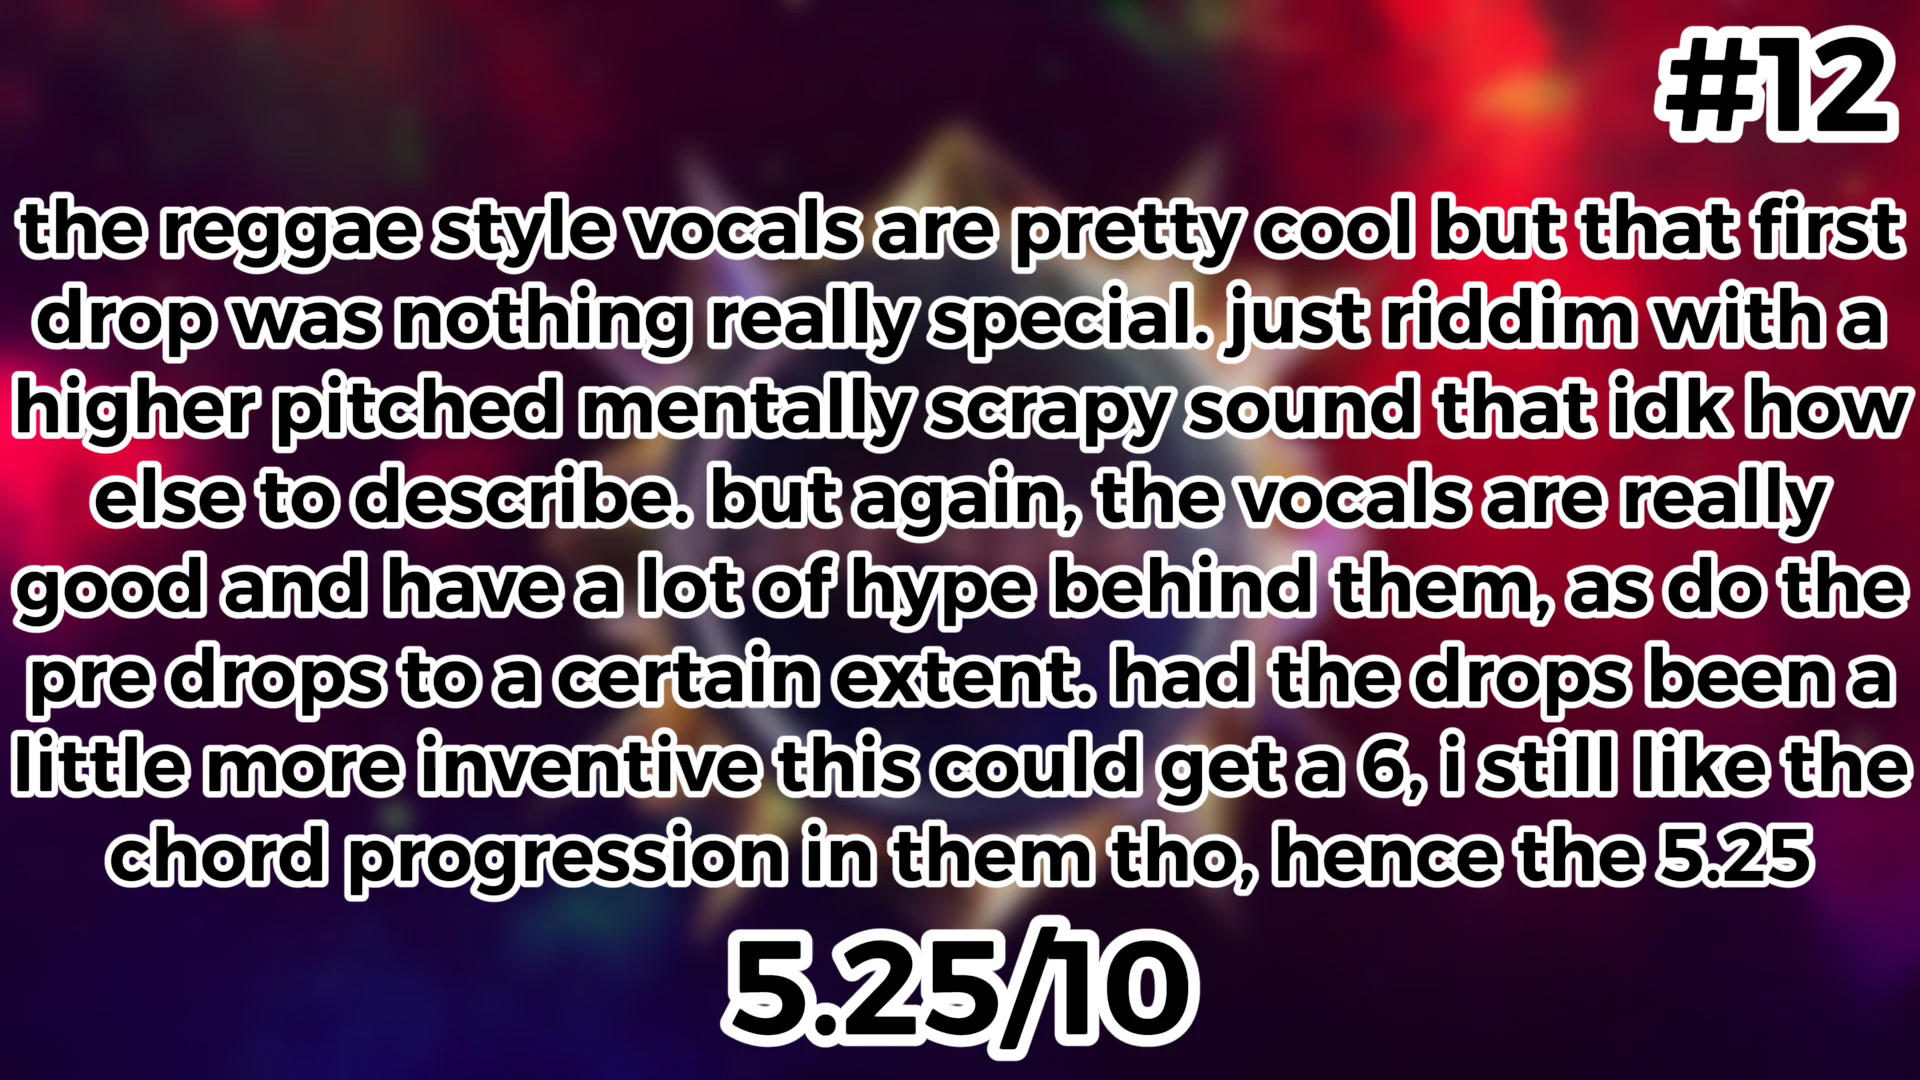 #12
the reggae style vocals are pretty cool but that first
drop was nothing really special. just riddim with a
higher pitched mentally scrapy sound that idk how
else to describe. but again, the vocals are really
good and have a lot of hype behind them, as do the
pre drops to a certain extent. had the drops been a
little more inventive this could get a 6, i still like the
chord progression in them tho, hence the 5.25
5.25/10